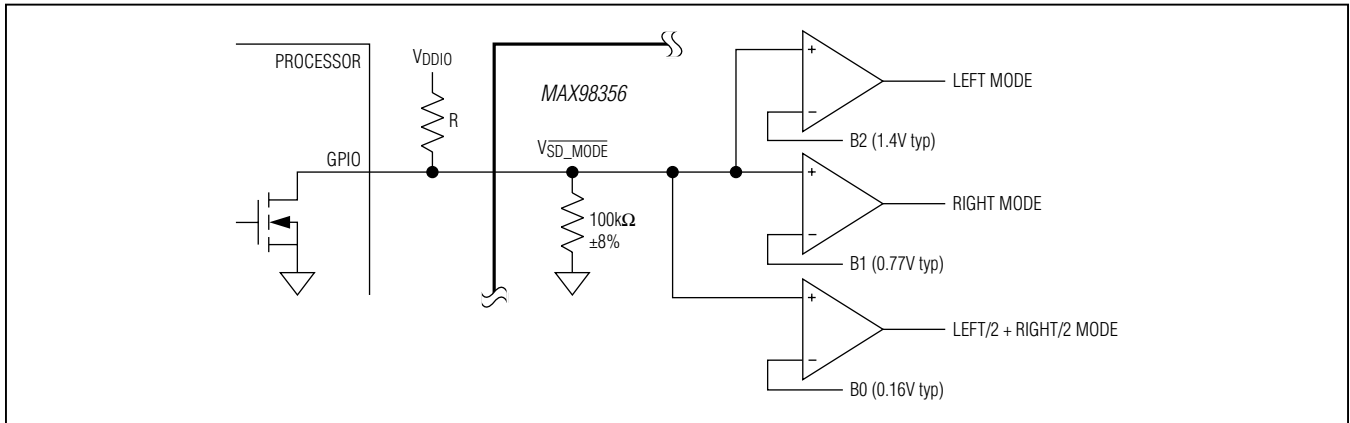 PROCESSOR
VDDIO
R
GPIO
MAX98356
VSD_MODE
100kΩ
±8%
LEFT MODE
B2 (1.4V typ)
RIGHT MODE
B1 (0.77V typ)
LEFT/2 + RIGHT/2 MODE
B0 (0.16V typ)
+
−
+
−
+
−